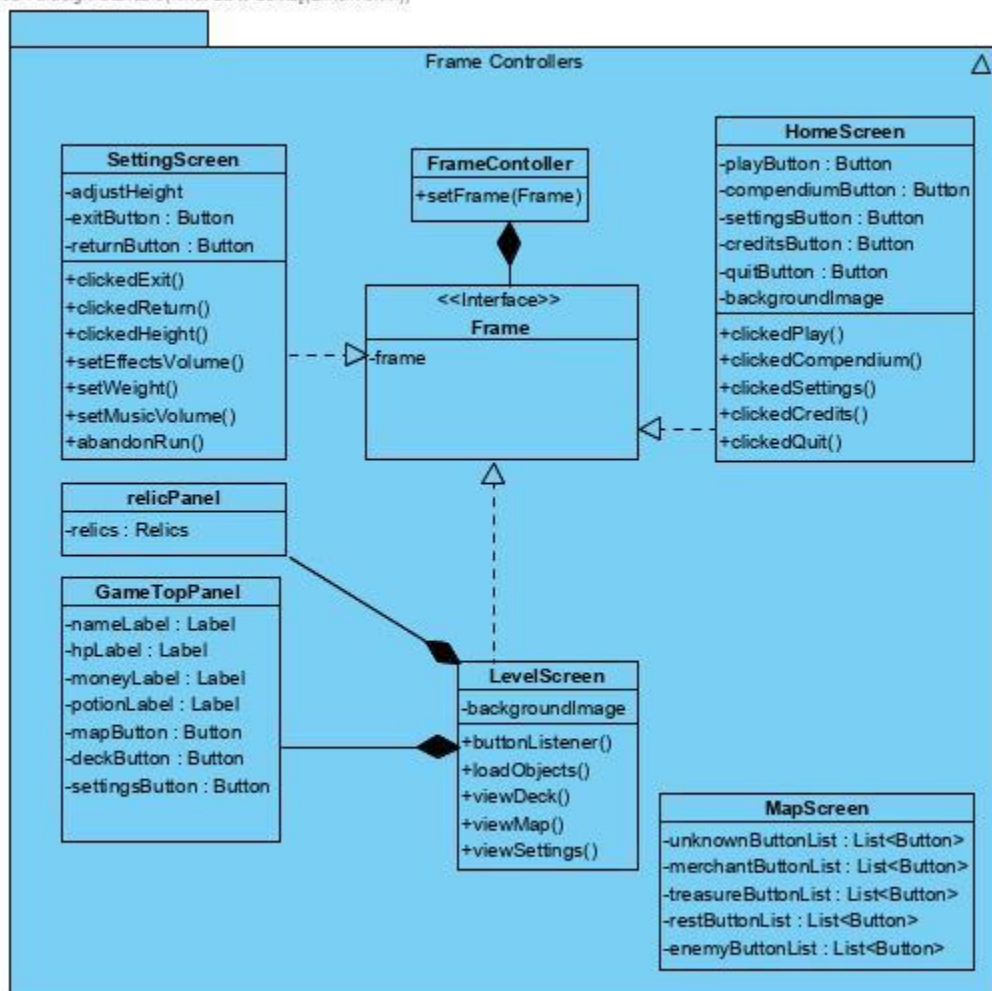 Frame Controllers
SettingScreen
-adjustHeight
-exitButton : Button
-returnButton : Button
+clickedExit()
+clickedReturn()
+clickedHeight()
+setEffectsVolume()
+setWeight()
+setMusicVolume()
+abandonRun()
FrameContoller
+setFrame(Frame)
<<Interface>>
Frame
-frame
HomeScreen
-playButton : Button
-compendiumButton : Button
-settingsButton : Button
-creditsButton : Button
-quitButton : Button
-backgroundImage
+clickedPlay()
+clickedCompendium()
+clickedSettings()
+clickedCredits()
+clickedQuit()
relicPanel
-relics : Relics
GameTopPanel
-nameLabel : Label
-hpLabel : Label
-moneyLabel : Label
-potionLabel : Label
-mapButton : Button
-deckButton : Button
-settingsButton : Button
LevelScreen
-backgroundImage
+buttonListener()
+loadObjects()
+viewDeck()
+viewMap()
+viewSettings()
MapScreen
-unknownButtonList : List<Button>
-merchantButtonList : List<Button>
-treasureButtonList : List<Button>
-restButtonList : List<Button>
-enemyButtonList : List<Button>